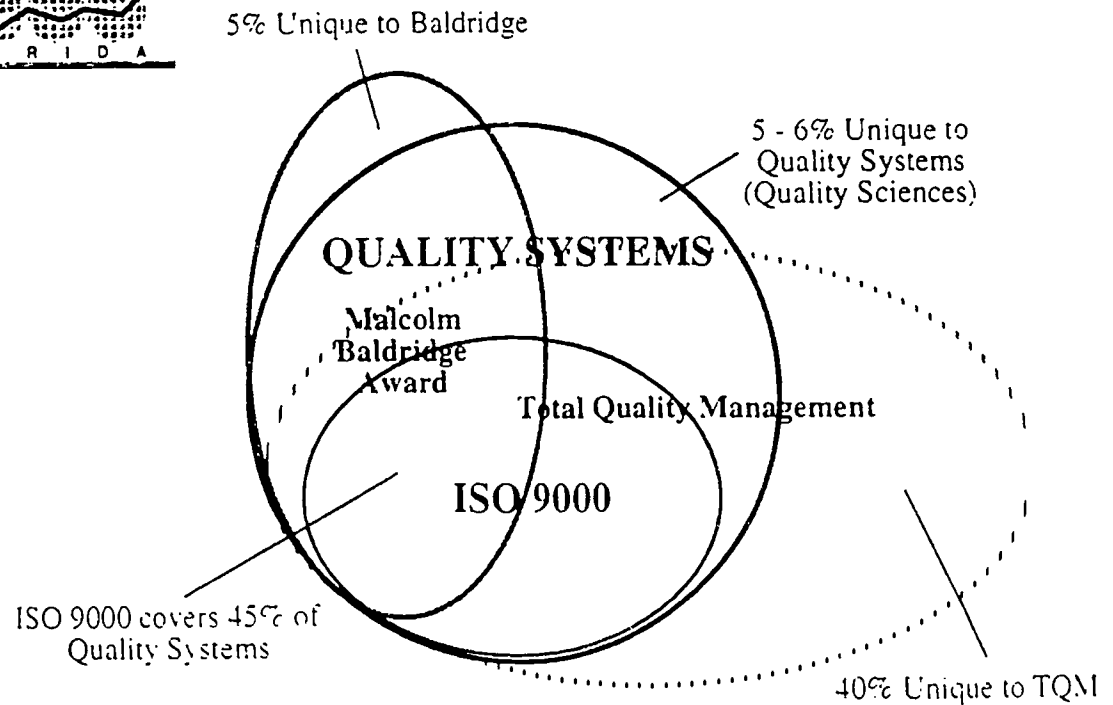 R I D A
5% Unique to Baldridge
5 - 6% Unique to
Quality Systems
(Quality Sciences)
QUALITY SYSTEMS
Malcolm
Baldridge
Award
Total Quality Management
ISO 9000
ISO 9000 covers 45% of
Quality Systems
40% Unique to TQM